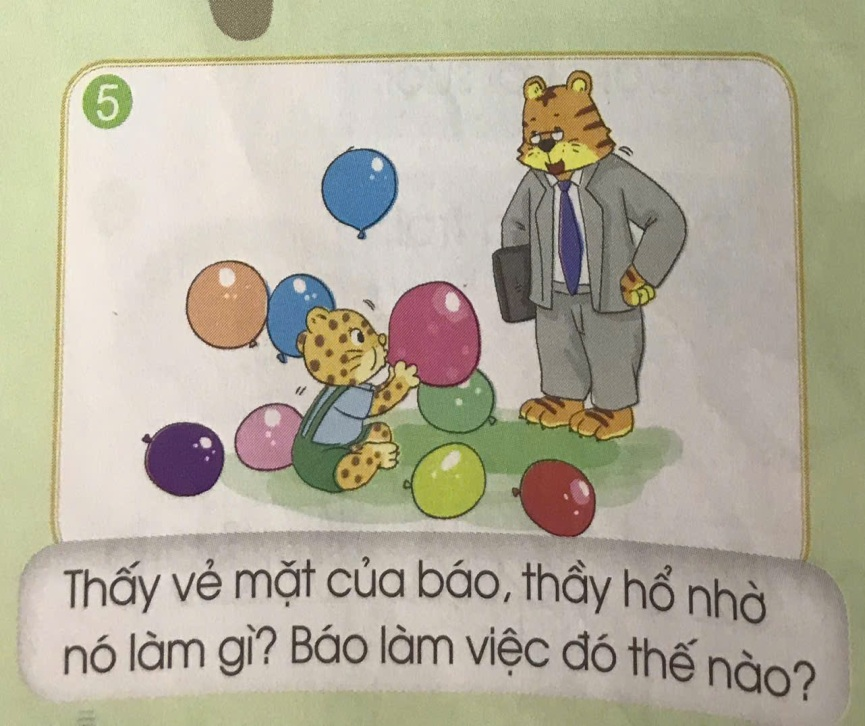 5
Thấy vẻ mặt của báo, thầy hổ nhờ
nó làm gì? Báo làm việc đó thế nào?